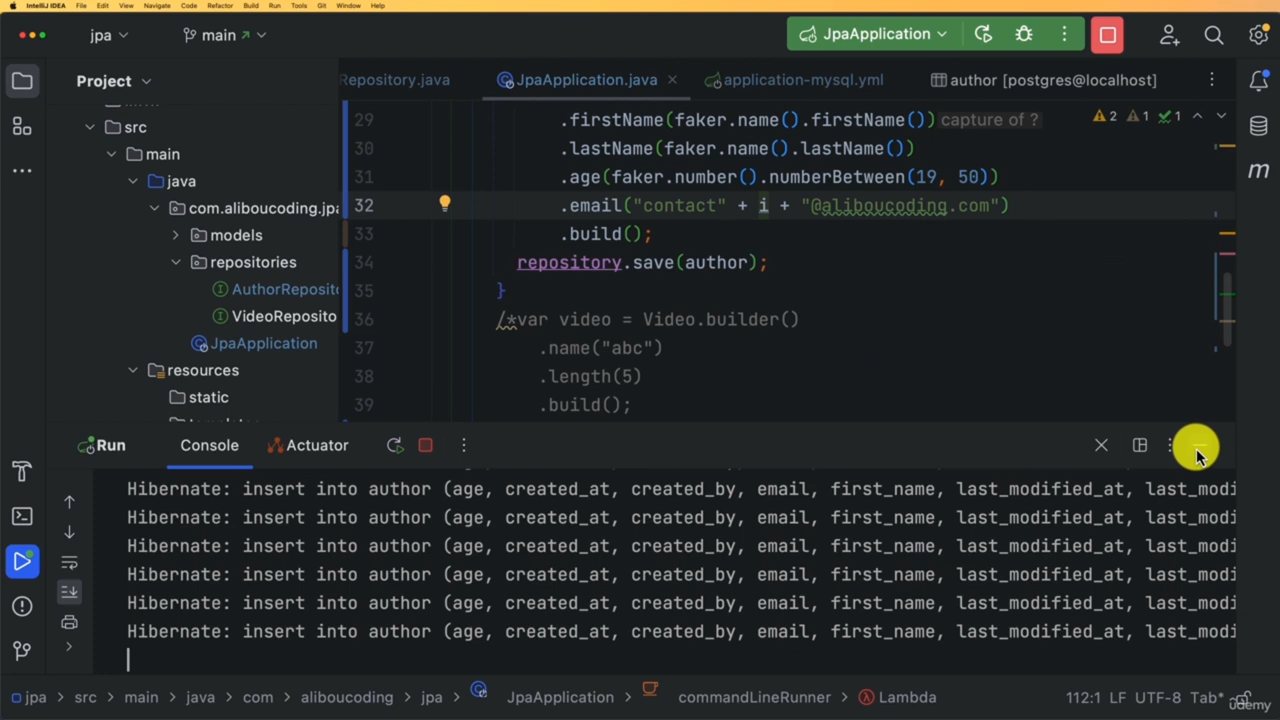 IntelliJ IDEA File Edit View Navigate Code Refactor Build Run Tools Git Window Help
jpa main JpaApplication
Project
Repository.java JpaApplication.java application-mysql.yml author [postgres@localhost]
src
main
java
com.aliboucoding.jpa
models
repositories
AuthorReposito
VideoReposito
JpaApplication
resources
static
29 .firstName(faker.name().firstName()) capture of ?
30 .lastName(faker.name().lastName())
31 .age(faker.number().numberBetween(19, 50))
32 .email("contact" + i + "@aliboucoding.com")
33 .build();
34 repository.save(author);
35 }
36 /*var video = Video.builder()
37 .name("abc")
38 .length(5)
39 .build();
2 1 1
m
Run Console Actuator
Hibernate: insert into author (age, created_at, created_by, email, first_name, last_modified_at, last_modi
Hibernate: insert into author (age, created_at, created_by, email, first_name, last_modified_at, last_modi
Hibernate: insert into author (age, created_at, created_by, email, first_name, last_modified_at, last_modi
Hibernate: insert into author (age, created_at, created_by, email, first_name, last_modified_at, last_modi
Hibernate: insert into author (age, created_at, created_by, email, first_name, last_modified_at, last_modi
Hibernate: insert into author (age, created_at, created_by, email, first_name, last_modified_at, last_modi
jpa > src > main > java > com > aliboucoding > jpa > JpaApplication > commandLineRunner > Lambda 112:1 LF UTF-8 Tab*
udemy